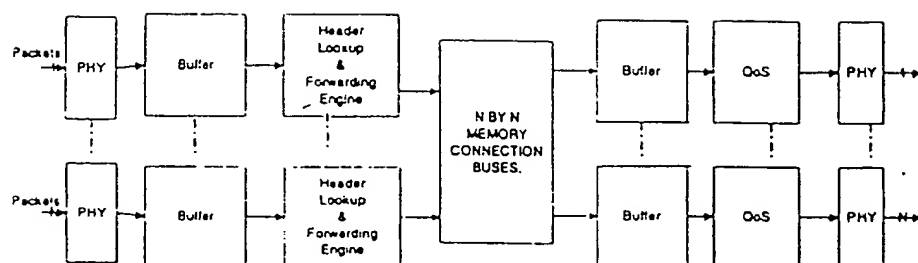 Packets
PHY
Buffer
Header
Lookup
&
Forwarding
Engine
N BY N
MEMORY
CONNECTION
BUSES.
Buffer
QoS
PHY
1
Packets
PHY
Buffer
Header
Lookup
&
Forwarding
Engine
Buffer
QoS
PHY
N